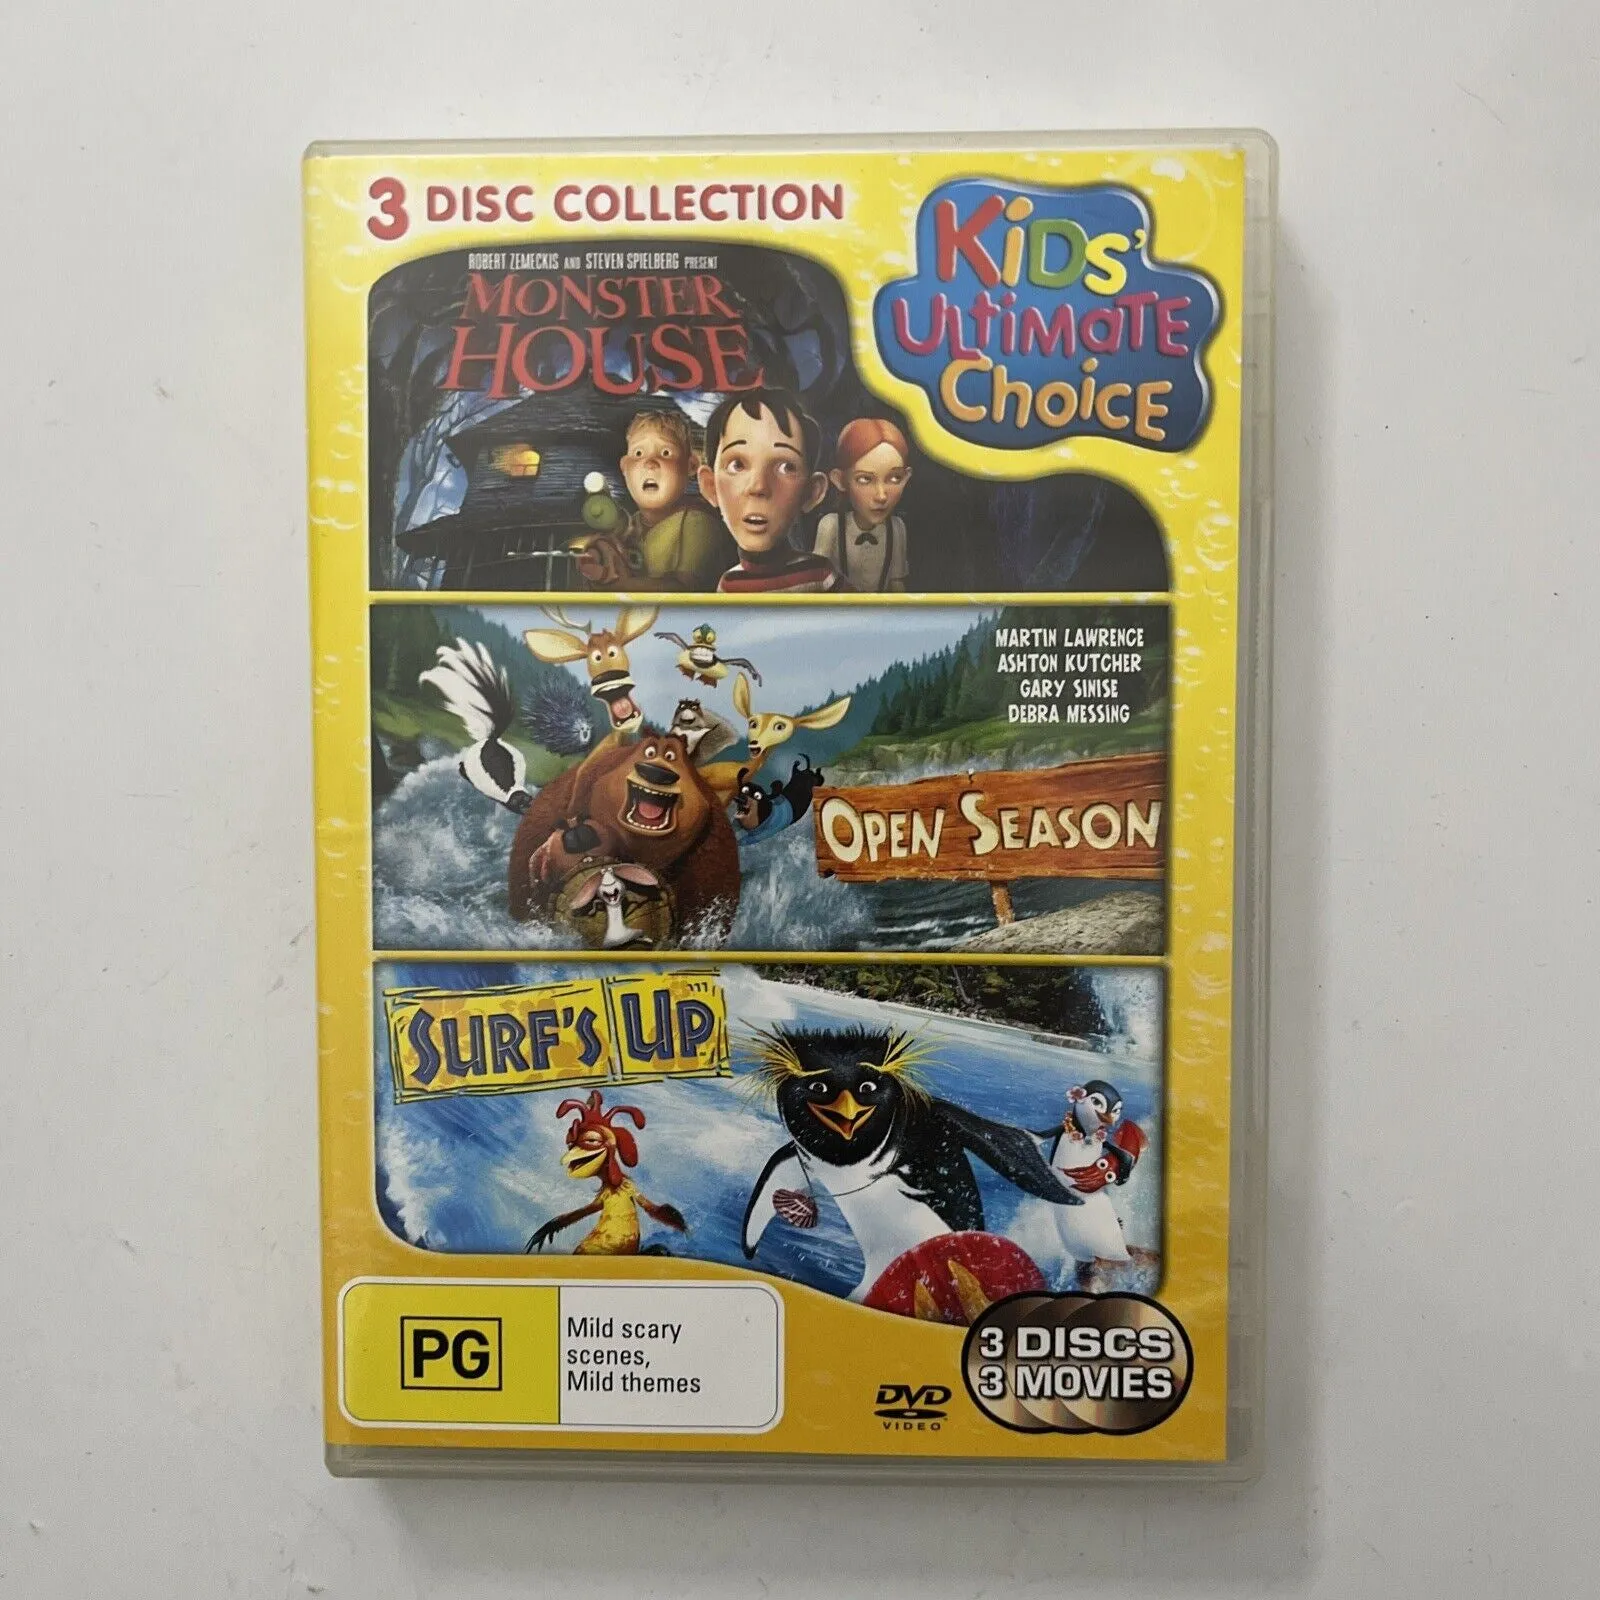 3 DISC COLLECTION
KiDS'
ULTIMATE
CHOICE
ROBERT ZEMECKIS AND STEVEN SPIELBERG PRESENT
MONSTER
HOUSE
MARTIN LAWRENCE
ASHTON KUTCHER
GARY SINISE
DEBRA MESSING
OPEN SEASON
SURF'S UP
PG
Mild scary
scenes,
Mild themes
DVD
VIDEO
3 DISCS
3 MOVIES